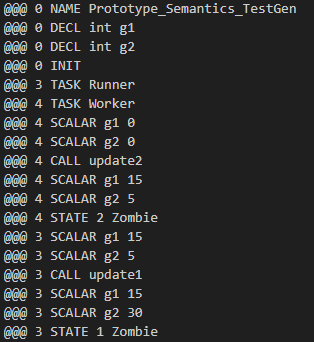 @@@ 0 NAME Prototype_Semantics_TestGen
@@@ 0 DECL int g1
@@@ 0 DECL int g2
@@@ 0 INIT
@@@ 3 TASK Runner
@@@ 4 TASK Worker
@@@ 4 SCALAR g1 0
@@@ 4 SCALAR g2 0
@@@ 4 CALL update2
@@@ 4 SCALAR g1 15
@@@ 4 SCALAR g2 5
@@@ 4 STATE 2 Zombie
@@@ 3 SCALAR g1 15
@@@ 3 SCALAR g2 5
@@@ 3 CALL update1
@@@ 3 SCALAR g1 15
@@@ 3 SCALAR g2 30
@@@ 3 STATE 1 Zombie